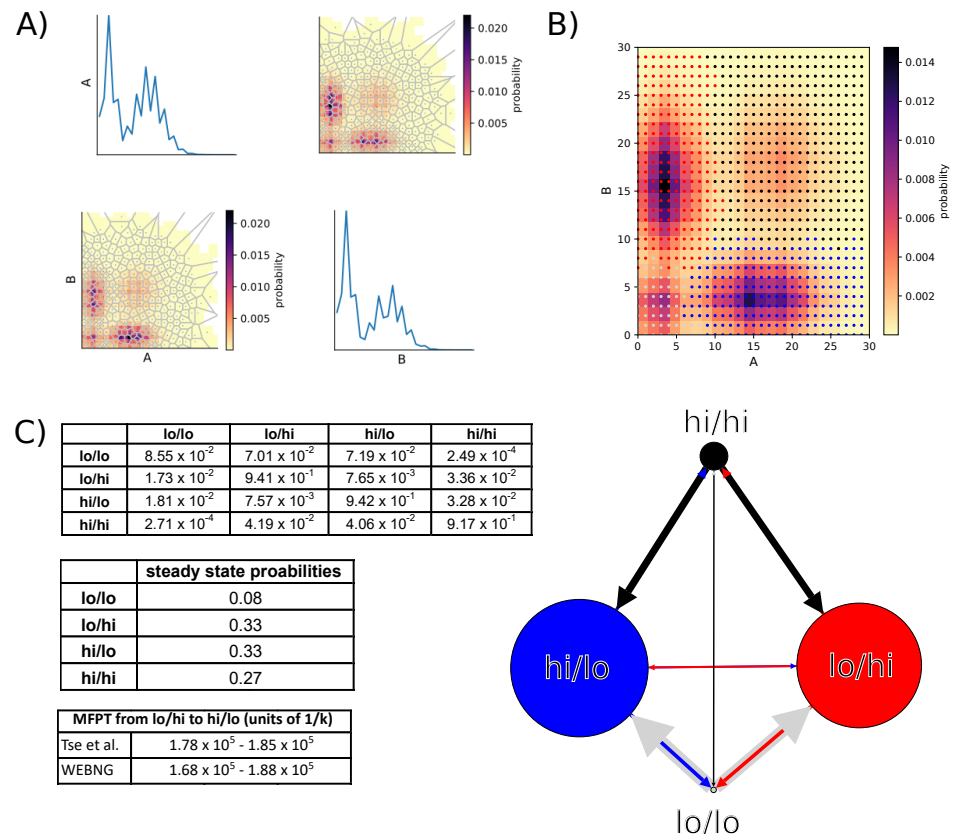 A)
A
0.020
0.015
0.010
0.005
probability
B
A
0.020
0.015
0.010
0.005
probability
B
B)
30
25
20
15
10
5
0
B
0
5
10
15
20
25
30
A
0.014
0.012
0.010
0.008
0.006
0.004
0.002
probability
C)
lo/lo lo/hi hi/lo hi/hi
lo/lo 8.55 x 10⁻² 7.01 x 10⁻² 7.19 x 10⁻² 2.49 x 10⁻⁴
lo/hi 1.73 x 10⁻² 9.41 x 10⁻¹ 7.65 x 10⁻³ 3.36 x 10⁻²
hi/lo 1.81 x 10⁻² 7.57 x 10⁻³ 9.42 x 10⁻¹ 3.28 x 10⁻²
hi/hi 2.71 x 10⁻⁴ 4.19 x 10⁻² 4.06 x 10⁻² 9.17 x 10⁻¹
steady state proabilities
lo/lo 0.08
lo/hi 0.33
hi/lo 0.33
hi/hi 0.27
MFPT from lo/hi to hi/lo (units of 1/k)
Tse et al. 1.78 x 10⁵ - 1.85 x 10⁵
WEBNG 1.68 x 10⁵ - 1.88 x 10⁵
hi/hi
hi/lo
lo/hi
lo/lo